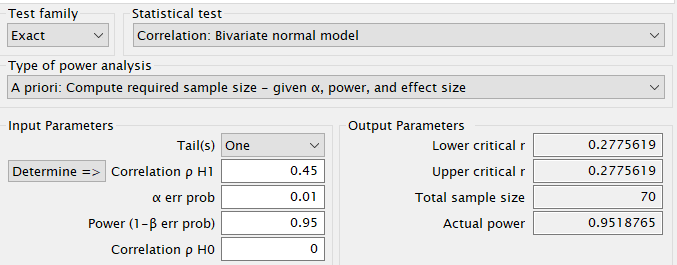 Test family Statistical test
Exact Correlation: Bivariate normal model
Type of power analysis
A priori: Compute required sample size – given α, power, and effect size
Input Parameters Output Parameters
Tail(s) One Lower critical r 0.2775619
Determine => Correlation ρ H1 0.45 Upper critical r 0.2775619
α err prob 0.01 Total sample size 70
Power (1-β err prob) 0.95 Actual power 0.9518765
Correlation ρ H0 0